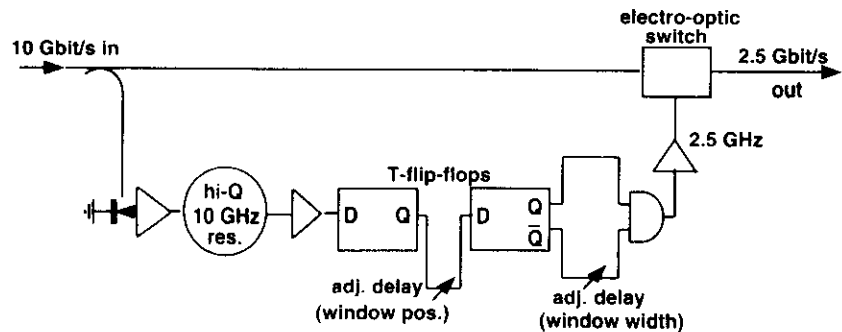 electro-optic
switch
10 Gbit/s in
2.5 Gbit/s
out
2.5 GHz
T-flip-flops
hi-Q
10 GHz
res.
D Q
D Q
Q̅
adj. delay
(window pos.)
adj. delay
(window width)